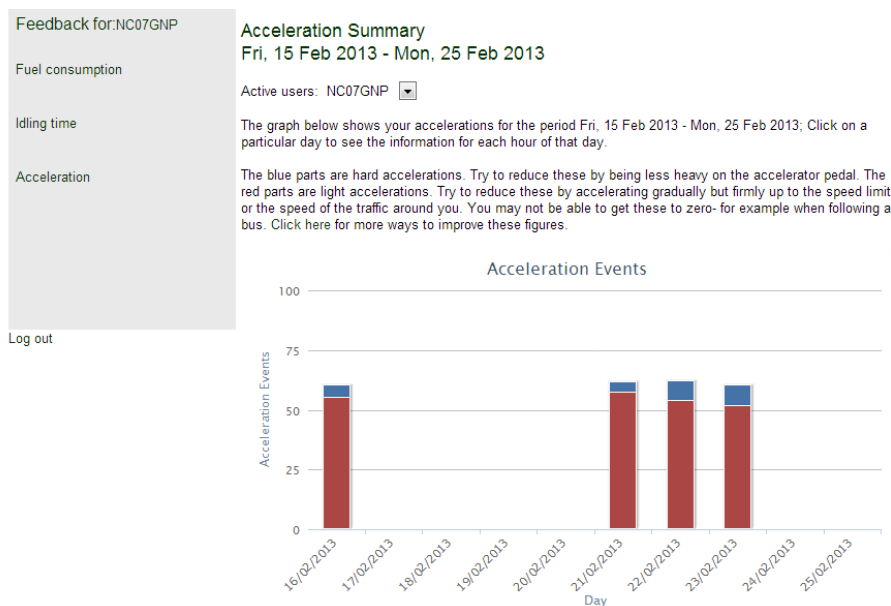 Feedback for:NC07GNP
Fuel consumption
Idling time
Acceleration
Log out
Acceleration Summary
Fri, 15 Feb 2013 - Mon, 25 Feb 2013
Active users: NC07GNP
The graph below shows your accelerations for the period Fri, 15 Feb 2013 - Mon, 25 Feb 2013; Click on a
particular day to see the information for each hour of that day.
The blue parts are hard accelerations. Try to reduce these by being less heavy on the accelerator pedal. The
red parts are light accelerations. Try to reduce these by accelerating gradually but firmly up to the speed limit
or the speed of the traffic around you. You may not be able to get these to zero- for example when following a
bus. Click here for more ways to improve these figures.
Acceleration Events
100
75
50
25
0
Acceleration Events
16/02/2013
17/02/2013
18/02/2013
19/02/2013
20/02/2013
21/02/2013
22/02/2013
23/02/2013
24/02/2013
25/02/2013
Day